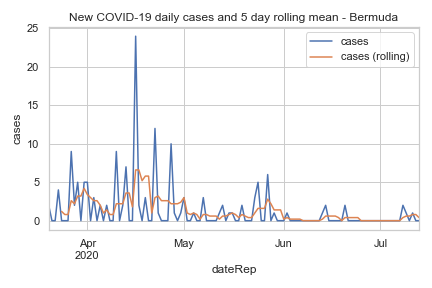 New COVID-19 daily cases and 5 day rolling mean - Bermuda
cases
cases (rolling)
25
20
15
10
5
0
cases
Apr
2020
May
Jun
Jul
dateRep